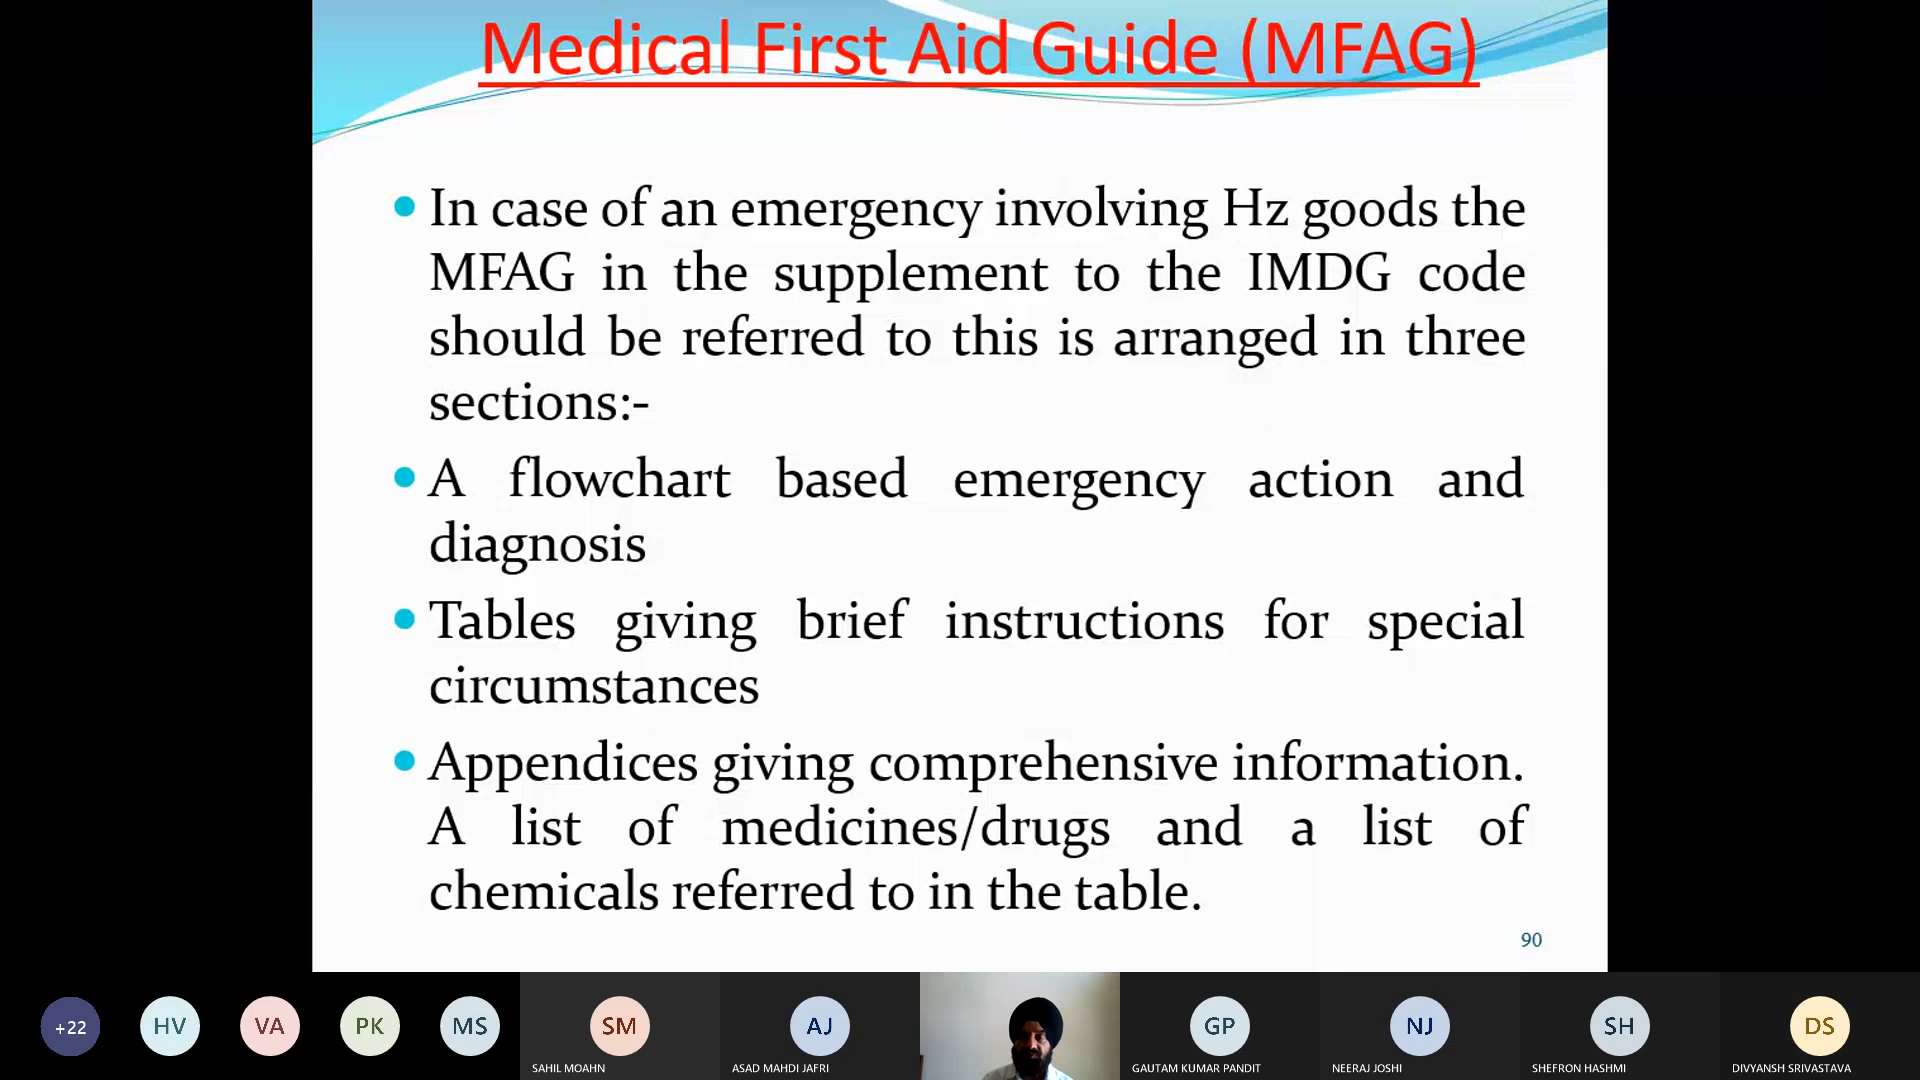 Medical First Aid Guide (MFAG)
In case of an emergency involving Hz goods the
MFAG in the supplement to the IMDG code
should be referred to this is arranged in three
sections:-
A flowchart based emergency action and
diagnosis
Tables giving brief instructions for special
circumstances
Appendices giving comprehensive information.
A list of medicines/drugs and a list of
chemicals referred to in the table.
90
+22
HV
VA
PK
MS
SM
AJ
GP
NJ
SH
DS
SAHIL MOAHN
ASAD MAHDI JAFRI
GAUTAM KUMAR PANDIT
NEERAJ JOSHI
SHEFRON HASHMI
DIVYANSH SRIVASTAVA